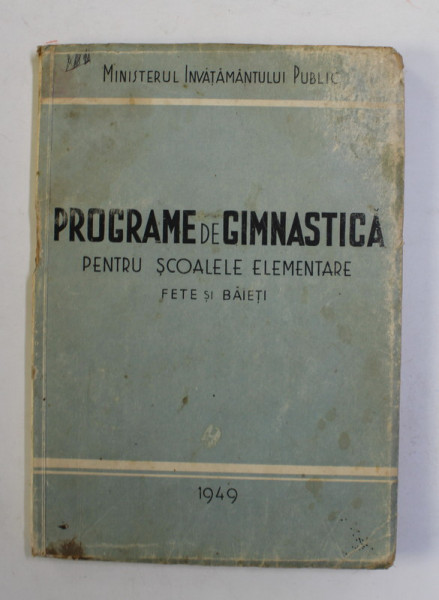 MINISTERUL INVĂȚĂMÂNTULUI PUBLIC
PROGRAME DE GIMNASTICĂ
PENTRU ȘCOALELE ELEMENTARE
FETE ȘI BĂIEȚI
1949